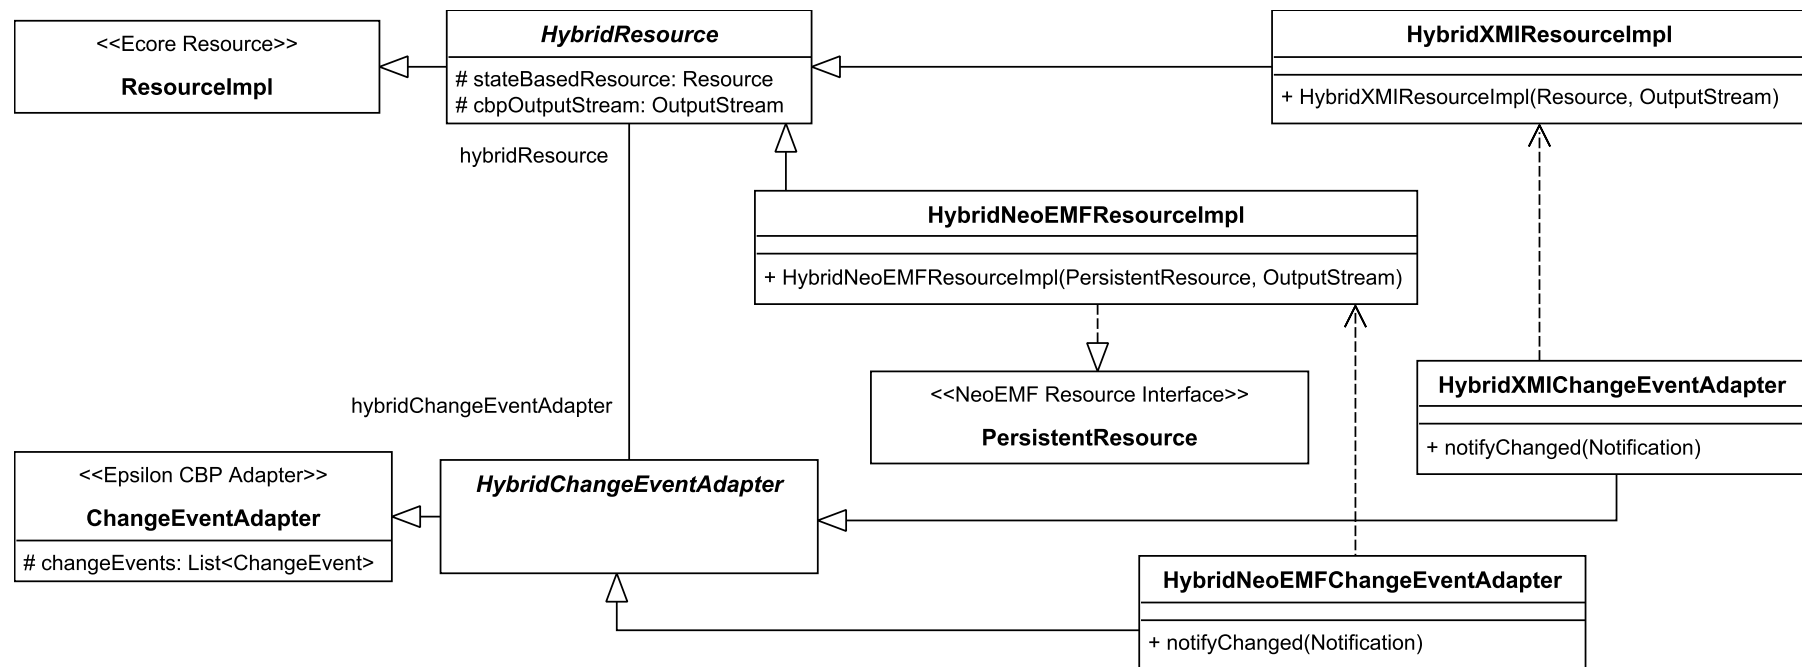 <<Ecore Resource>>
ResourceImpl
HybridResource
# stateBasedResource: Resource
# cbpOutputStream: OutputStream
HybridXMIResourceImpl
+ HybridXMIResourceImpl(Resource, OutputStream)
hybridResource
HybridNeoEMFResourceImpl
+ HybridNeoEMFResourceImpl(PersistentResource, OutputStream)
<<NeoEMF Resource Interface>>
PersistentResource
HybridXMIChangeEventAdapter
+ notifyChanged(Notification)
hybridChangeEventAdapter
<<Epsilon CBP Adapter>>
ChangeEventAdapter
# changeEvents: List<ChangeEvent>
HybridChangeEventAdapter
HybridNeoEMFChangeEventAdapter
+ notifyChanged(Notification)